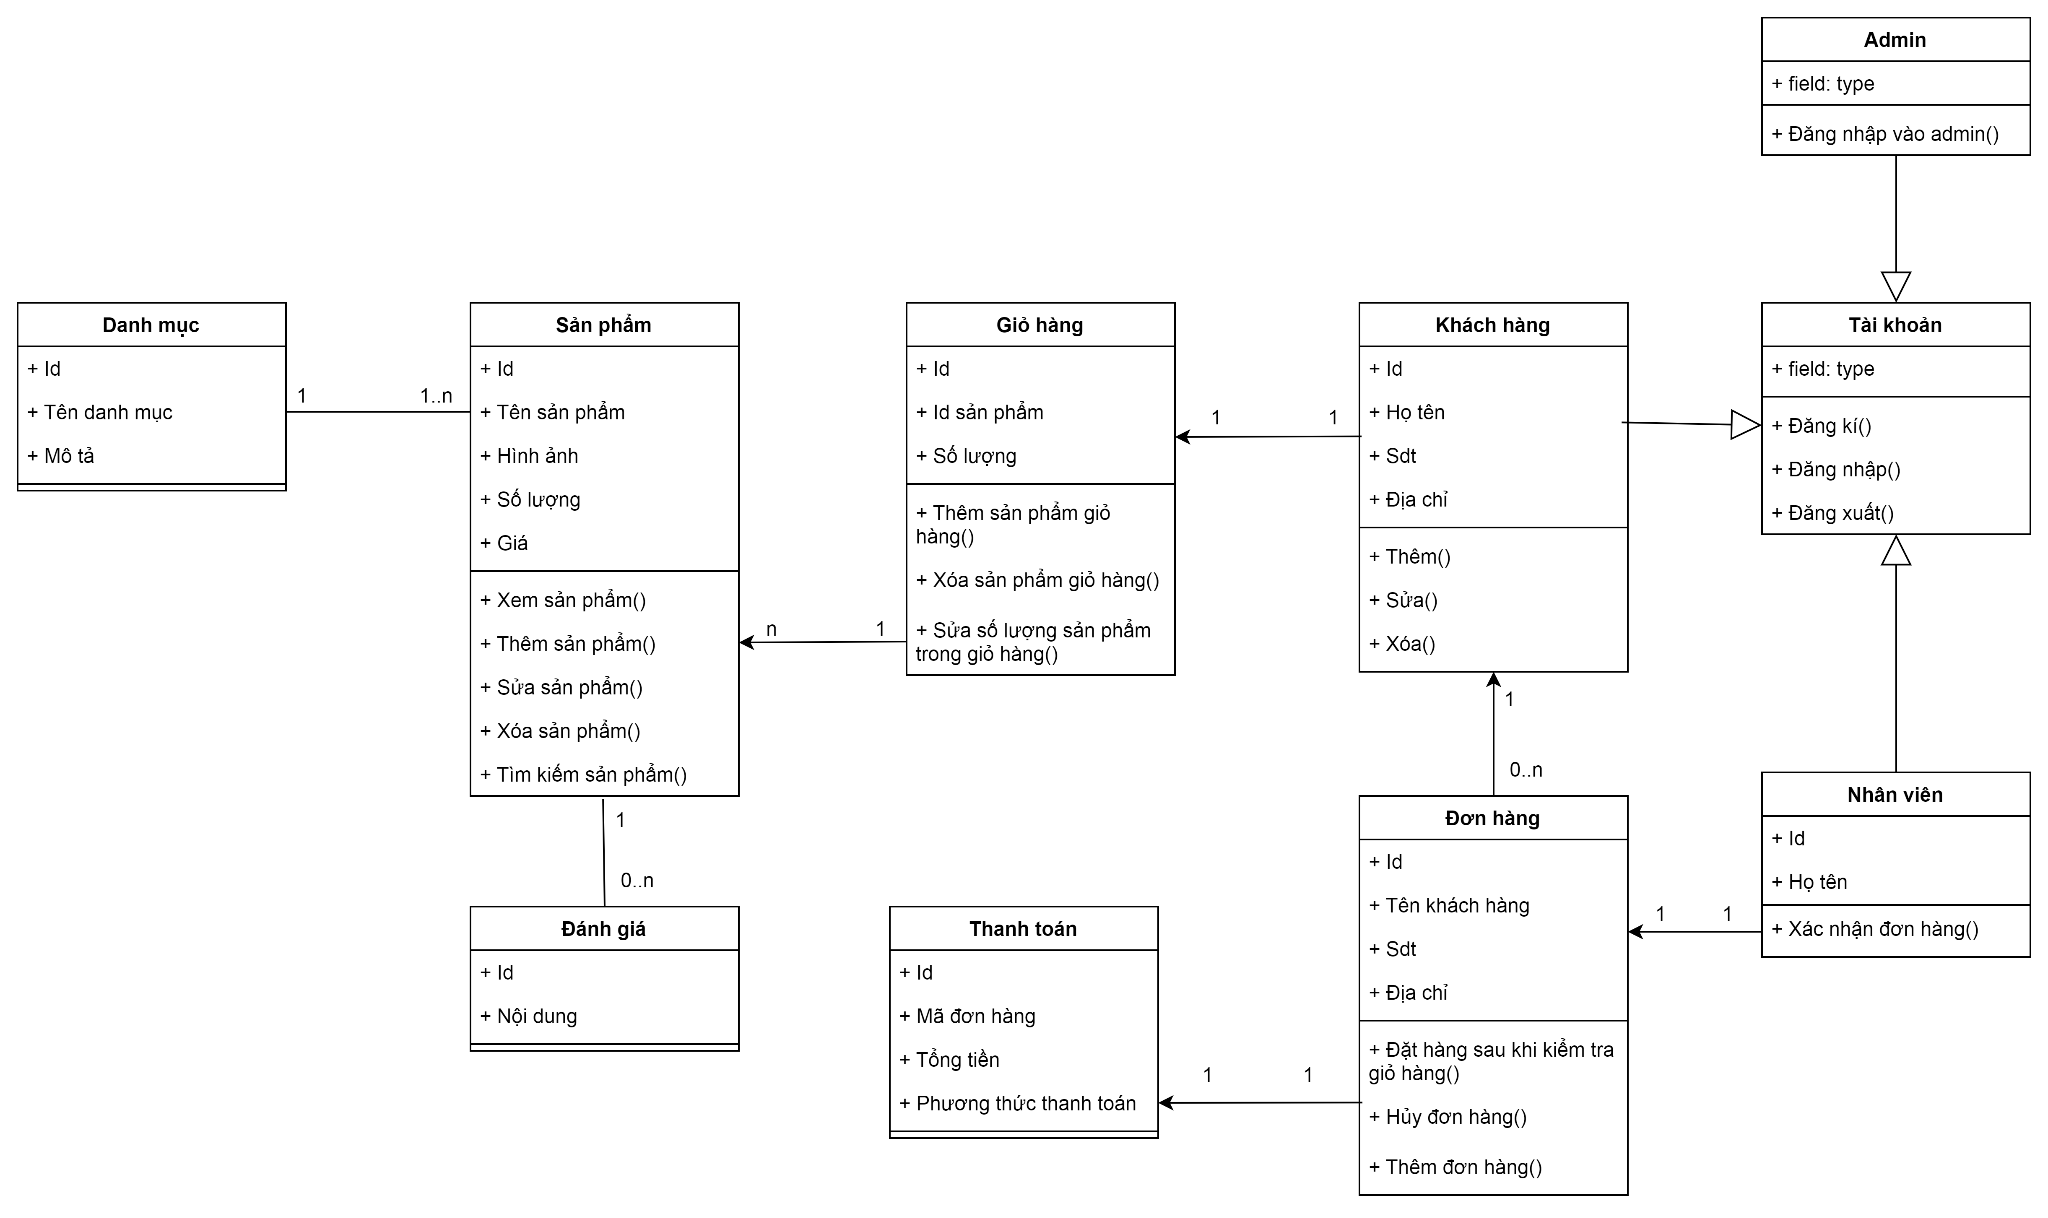 Admin
+ field: type
+ Đăng nhập vào admin()
Danh mục
+ Id
+ Tên danh mục
+ Mô tả
1
1..n
Sản phẩm
+ Id
+ Tên sản phẩm
+ Hình ảnh
+ Số lượng
+ Giá
+ Xem sản phẩm()
+ Thêm sản phẩm()
+ Sửa sản phẩm()
+ Xóa sản phẩm()
+ Tìm kiếm sản phẩm()
n
1
Giỏ hàng
+ Id
+ Id sản phẩm
+ Số lượng
+ Thêm sản phẩm giỏ
hàng()
+ Xóa sản phẩm giỏ hàng()
+ Sửa số lượng sản phẩm
trong giỏ hàng()
1
1
Khách hàng
+ Id
+ Họ tên
+ Sdt
+ Địa chỉ
+ Thêm()
+ Sửa()
+ Xóa()
Tài khoản
+ field: type
+ Đăng kí()
+ Đăng nhập()
+ Đăng xuất()
1
0..n
1
0..n
Đánh giá
+ Id
+ Nội dung
Thanh toán
+ Id
+ Mã đơn hàng
+ Tổng tiền
+ Phương thức thanh toán
1
1
Đơn hàng
+ Id
+ Tên khách hàng
+ Sdt
+ Địa chỉ
+ Đặt hàng sau khi kiểm tra
giỏ hàng()
+ Hủy đơn hàng()
+ Thêm đơn hàng()
1
1
Nhân viên
+ Id
+ Họ tên
+ Xác nhận đơn hàng()